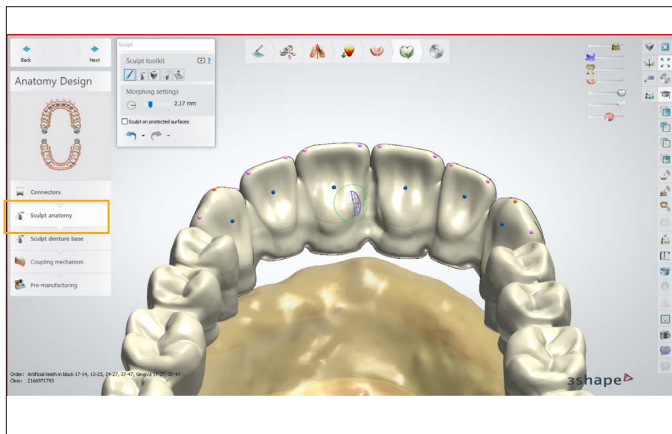 Back
Next
Anatomy Design
Connectors
Sculpt anatomy
Sculpt denture base
Coupling mechanism
Pre-manufacturing
Sculpt
Sculpt toolkit
?
Morphing settings
2.17 mm
Sculpt on protected surfaces
Order: Artificial teeth in block 17-14, 13-23, 24-27, 37-47, Gingiva 17-27, 37-47
Clinic: 2166971793
3shape